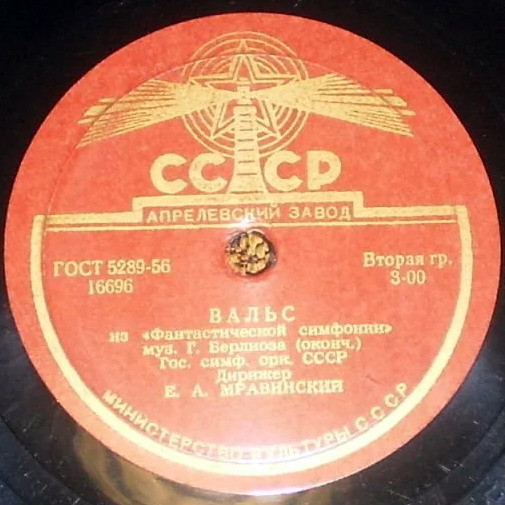 СССР
АПРЕЛЕВСКИЙ ЗАВОД
ГОСТ 5289-56
16696
Вторая гр.
3-00
ВАЛЬС
из «Фантастической симфонии»
муз. Г. Берлиоза (оконч.)
Гос. симф. орк. СССР
Дирижер
Е. А. МРАВИНСКИЙ
МИНИСТЕРСТВО КУЛЬТУРЫ СССР